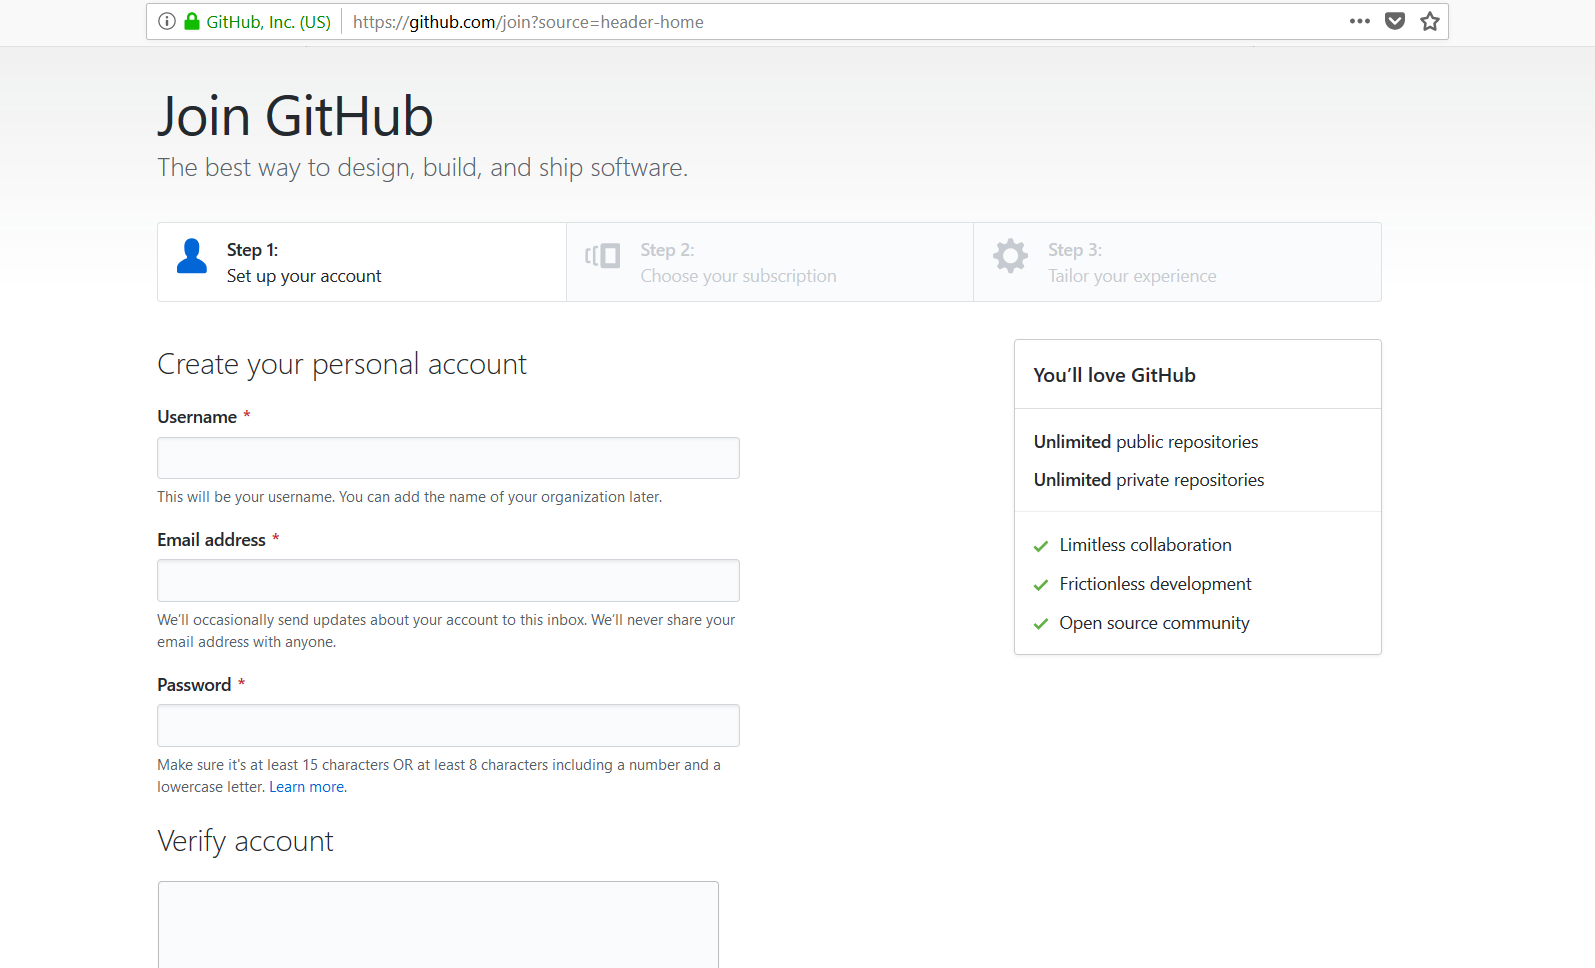 GitHub, Inc. (US) https://github.com/join?source=header-home
Join GitHub
The best way to design, build, and ship software.
Step 1:
Set up your account
Step 2:
Choose your subscription
Step 3:
Tailor your experience
Create your personal account
Username *
This will be your username. You can add the name of your organization later.
Email address *
We’ll occasionally send updates about your account to this inbox. We’ll never share your
email address with anyone.
Password *
Make sure it's at least 15 characters OR at least 8 characters including a number and a
lowercase letter. Learn more.
Verify account
You’ll love GitHub
Unlimited public repositories
Unlimited private repositories
Limitless collaboration
Frictionless development
Open source community